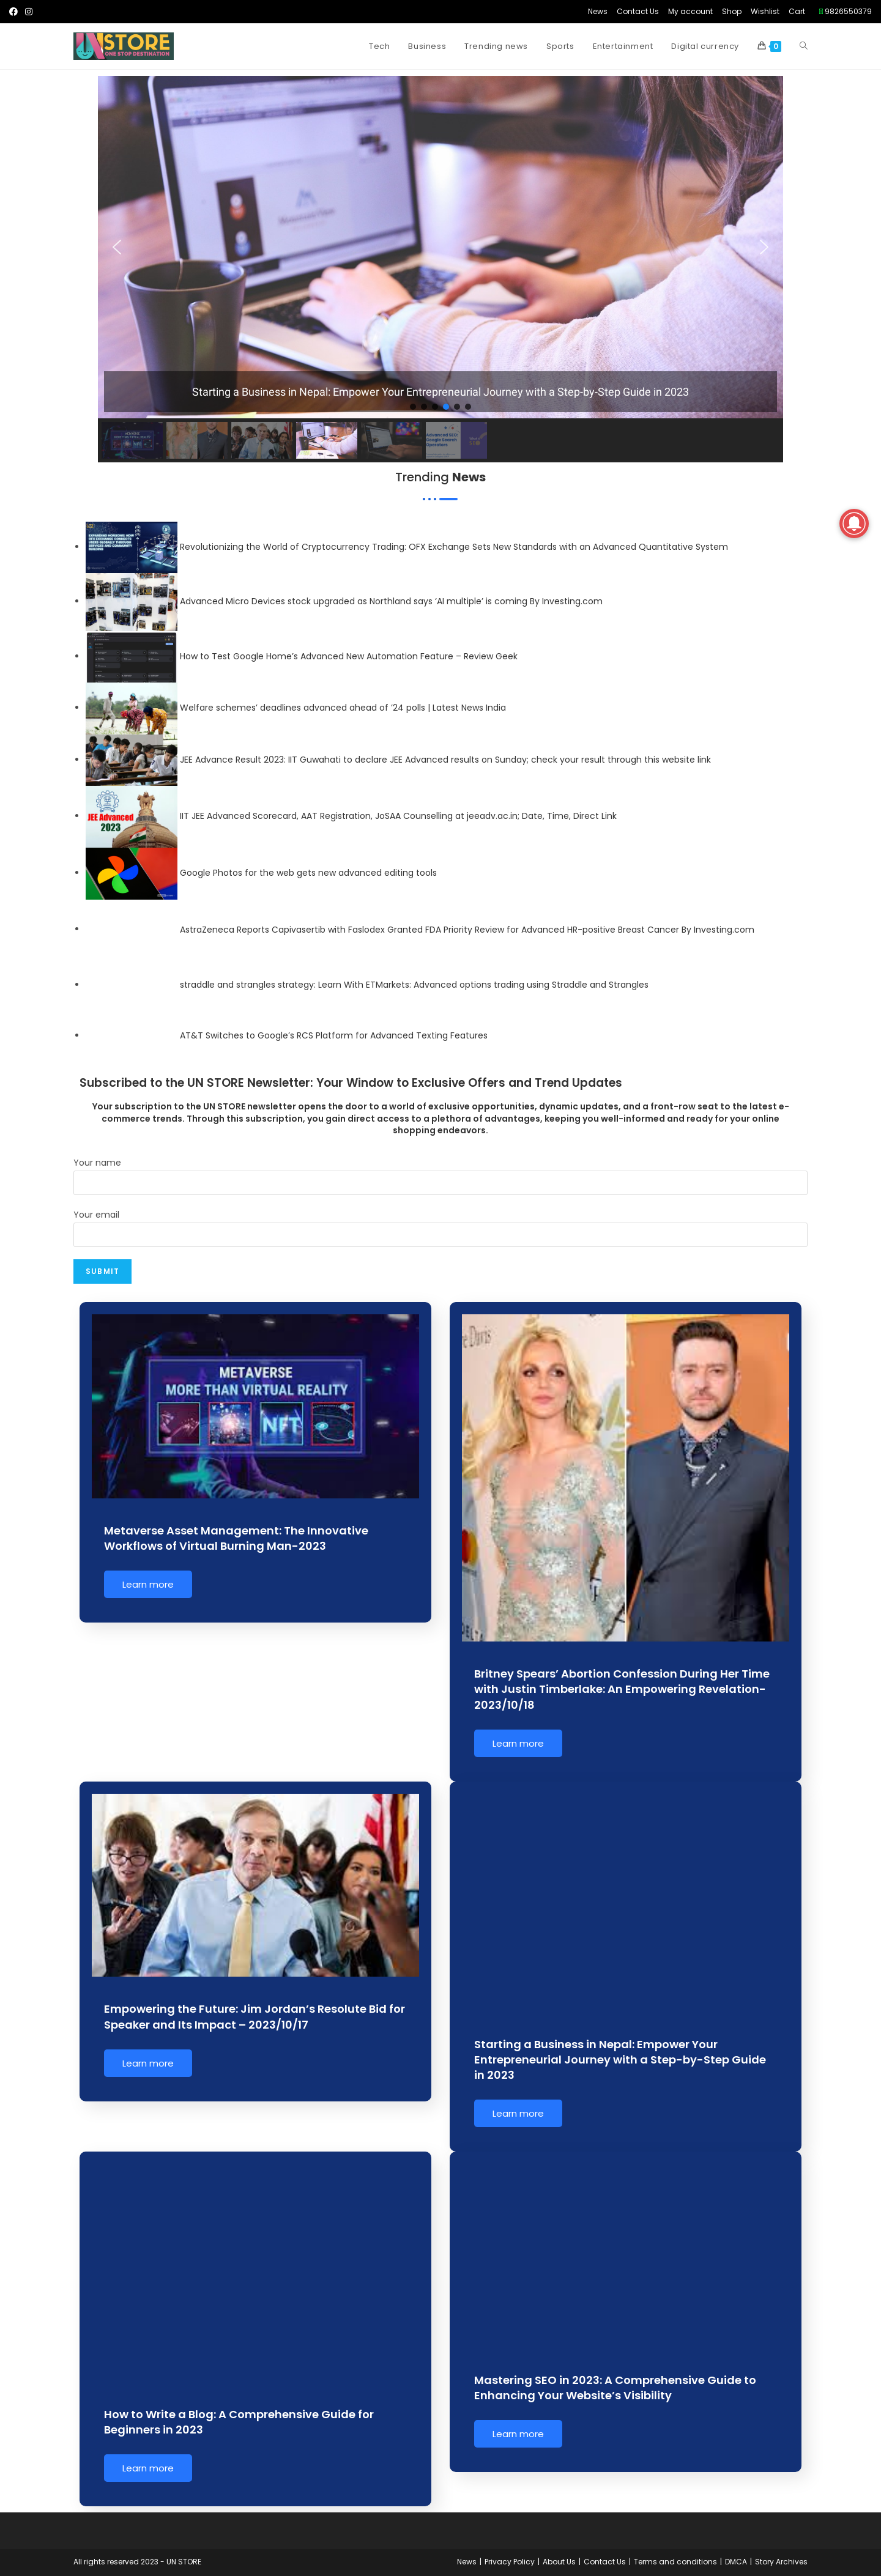 News Contact Us My account Shop Wishlist Cart 9826550379
UNSTORE
ONE STOP DESTINATION
Tech Business Trending news Sports Entertainment Digital currency 0
Starting a Business in Nepal: Empower Your Entrepreneurial Journey with a Step-by-Step Guide in 2023
Trending News
Revolutionizing the World of Cryptocurrency Trading: OFX Exchange Sets New Standards with an Advanced Quantitative System
Advanced Micro Devices stock upgraded as Northland says ‘AI multiple’ is coming By Investing.com
How to Test Google Home’s Advanced New Automation Feature – Review Geek
Welfare schemes’ deadlines advanced ahead of ’24 polls | Latest News India
JEE Advance Result 2023: IIT Guwahati to declare JEE Advanced results on Sunday; check your result through this website link
JEE Advanced
2023
IIT JEE Advanced Scorecard, AAT Registration, JoSAA Counselling at jeeadv.ac.in; Date, Time, Direct Link
Google Photos for the web gets new advanced editing tools
AstraZeneca Reports Capivasertib with Faslodex Granted FDA Priority Review for Advanced HR-positive Breast Cancer By Investing.com
straddle and strangles strategy: Learn With ETMarkets: Advanced options trading using Straddle and Strangles
AT&T Switches to Google’s RCS Platform for Advanced Texting Features
Subscribed to the UN STORE Newsletter: Your Window to Exclusive Offers and Trend Updates
Your subscription to the UN STORE newsletter opens the door to a world of exclusive opportunities, dynamic updates, and a front-row seat to the latest e-
commerce trends. Through this subscription, you gain direct access to a plethora of advantages, keeping you well-informed and ready for your online
shopping endeavors.
Your name
Your email
SUBMIT
METAVERSE
MORE THAN VIRTUAL REALITY
NFT
Metaverse Asset Management: The Innovative
Workflows of Virtual Burning Man-2023
Learn more
Britney Spears’ Abortion Confession During Her Time
with Justin Timberlake: An Empowering Revelation-
2023/10/18
Learn more
Empowering the Future: Jim Jordan’s Resolute Bid for
Speaker and Its Impact – 2023/10/17
Learn more
Starting a Business in Nepal: Empower Your
Entrepreneurial Journey with a Step-by-Step Guide
in 2023
Learn more
How to Write a Blog: A Comprehensive Guide for
Beginners in 2023
Learn more
Mastering SEO in 2023: A Comprehensive Guide to
Enhancing Your Website’s Visibility
Learn more
All rights reserved 2023 - UN STORE
News | Privacy Policy | About Us | Contact Us | Terms and conditions | DMCA | Story Archives